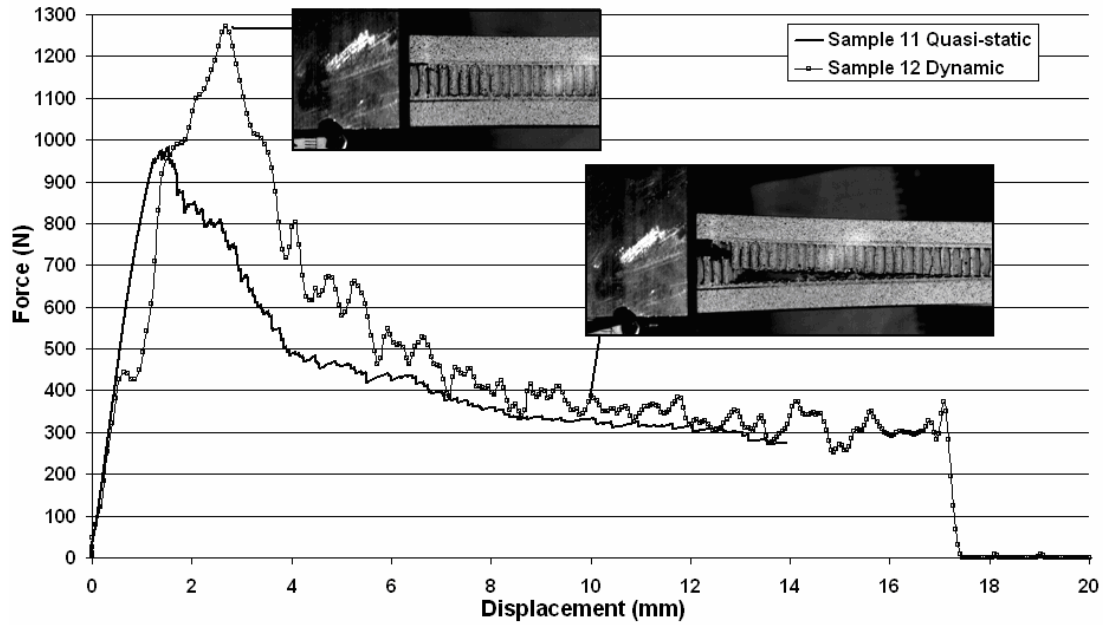 1300
1200
1100
1000
900
800
700
600
500
400
300
200
100
0
Force (N)
Sample 11 Quasi-static
Sample 12 Dynamic
0 2 4 6 8 10 12 14 16 18 20
Displacement (mm)